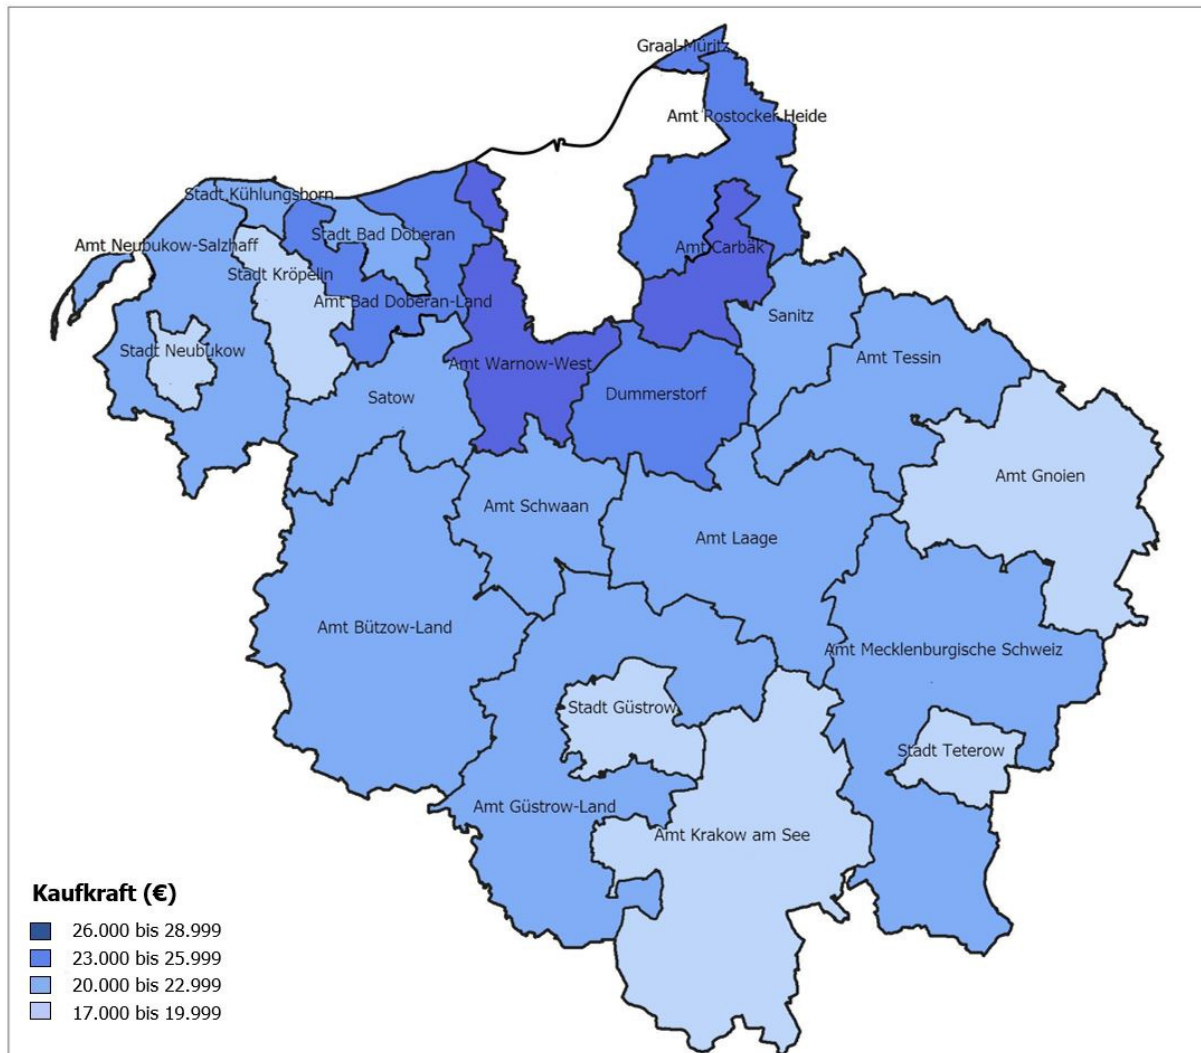 Graal-Müritz
Amt Rostocker Heide
Stadt Kühlungsborn
Stadt Bad Doberan
Amt Neubukow-Salzhaff
Amt Carbäk
Stadt Kröpelin
Amt Bad Doberan-Land
Sanitz
Stadt Neubukow
Amt Warnow-West
Amt Tessin
Satow
Dummerstorf
Amt Gnoien
Amt Schwaan
Amt Laage
Amt Bützow-Land
Amt Mecklenburgische Schweiz
Stadt Güstrow
Stadt Teterow
Amt Güstrow-Land
Amt Krakow am See
Kaufkraft (€)
26.000 bis 28.999
23.000 bis 25.999
20.000 bis 22.999
17.000 bis 19.999